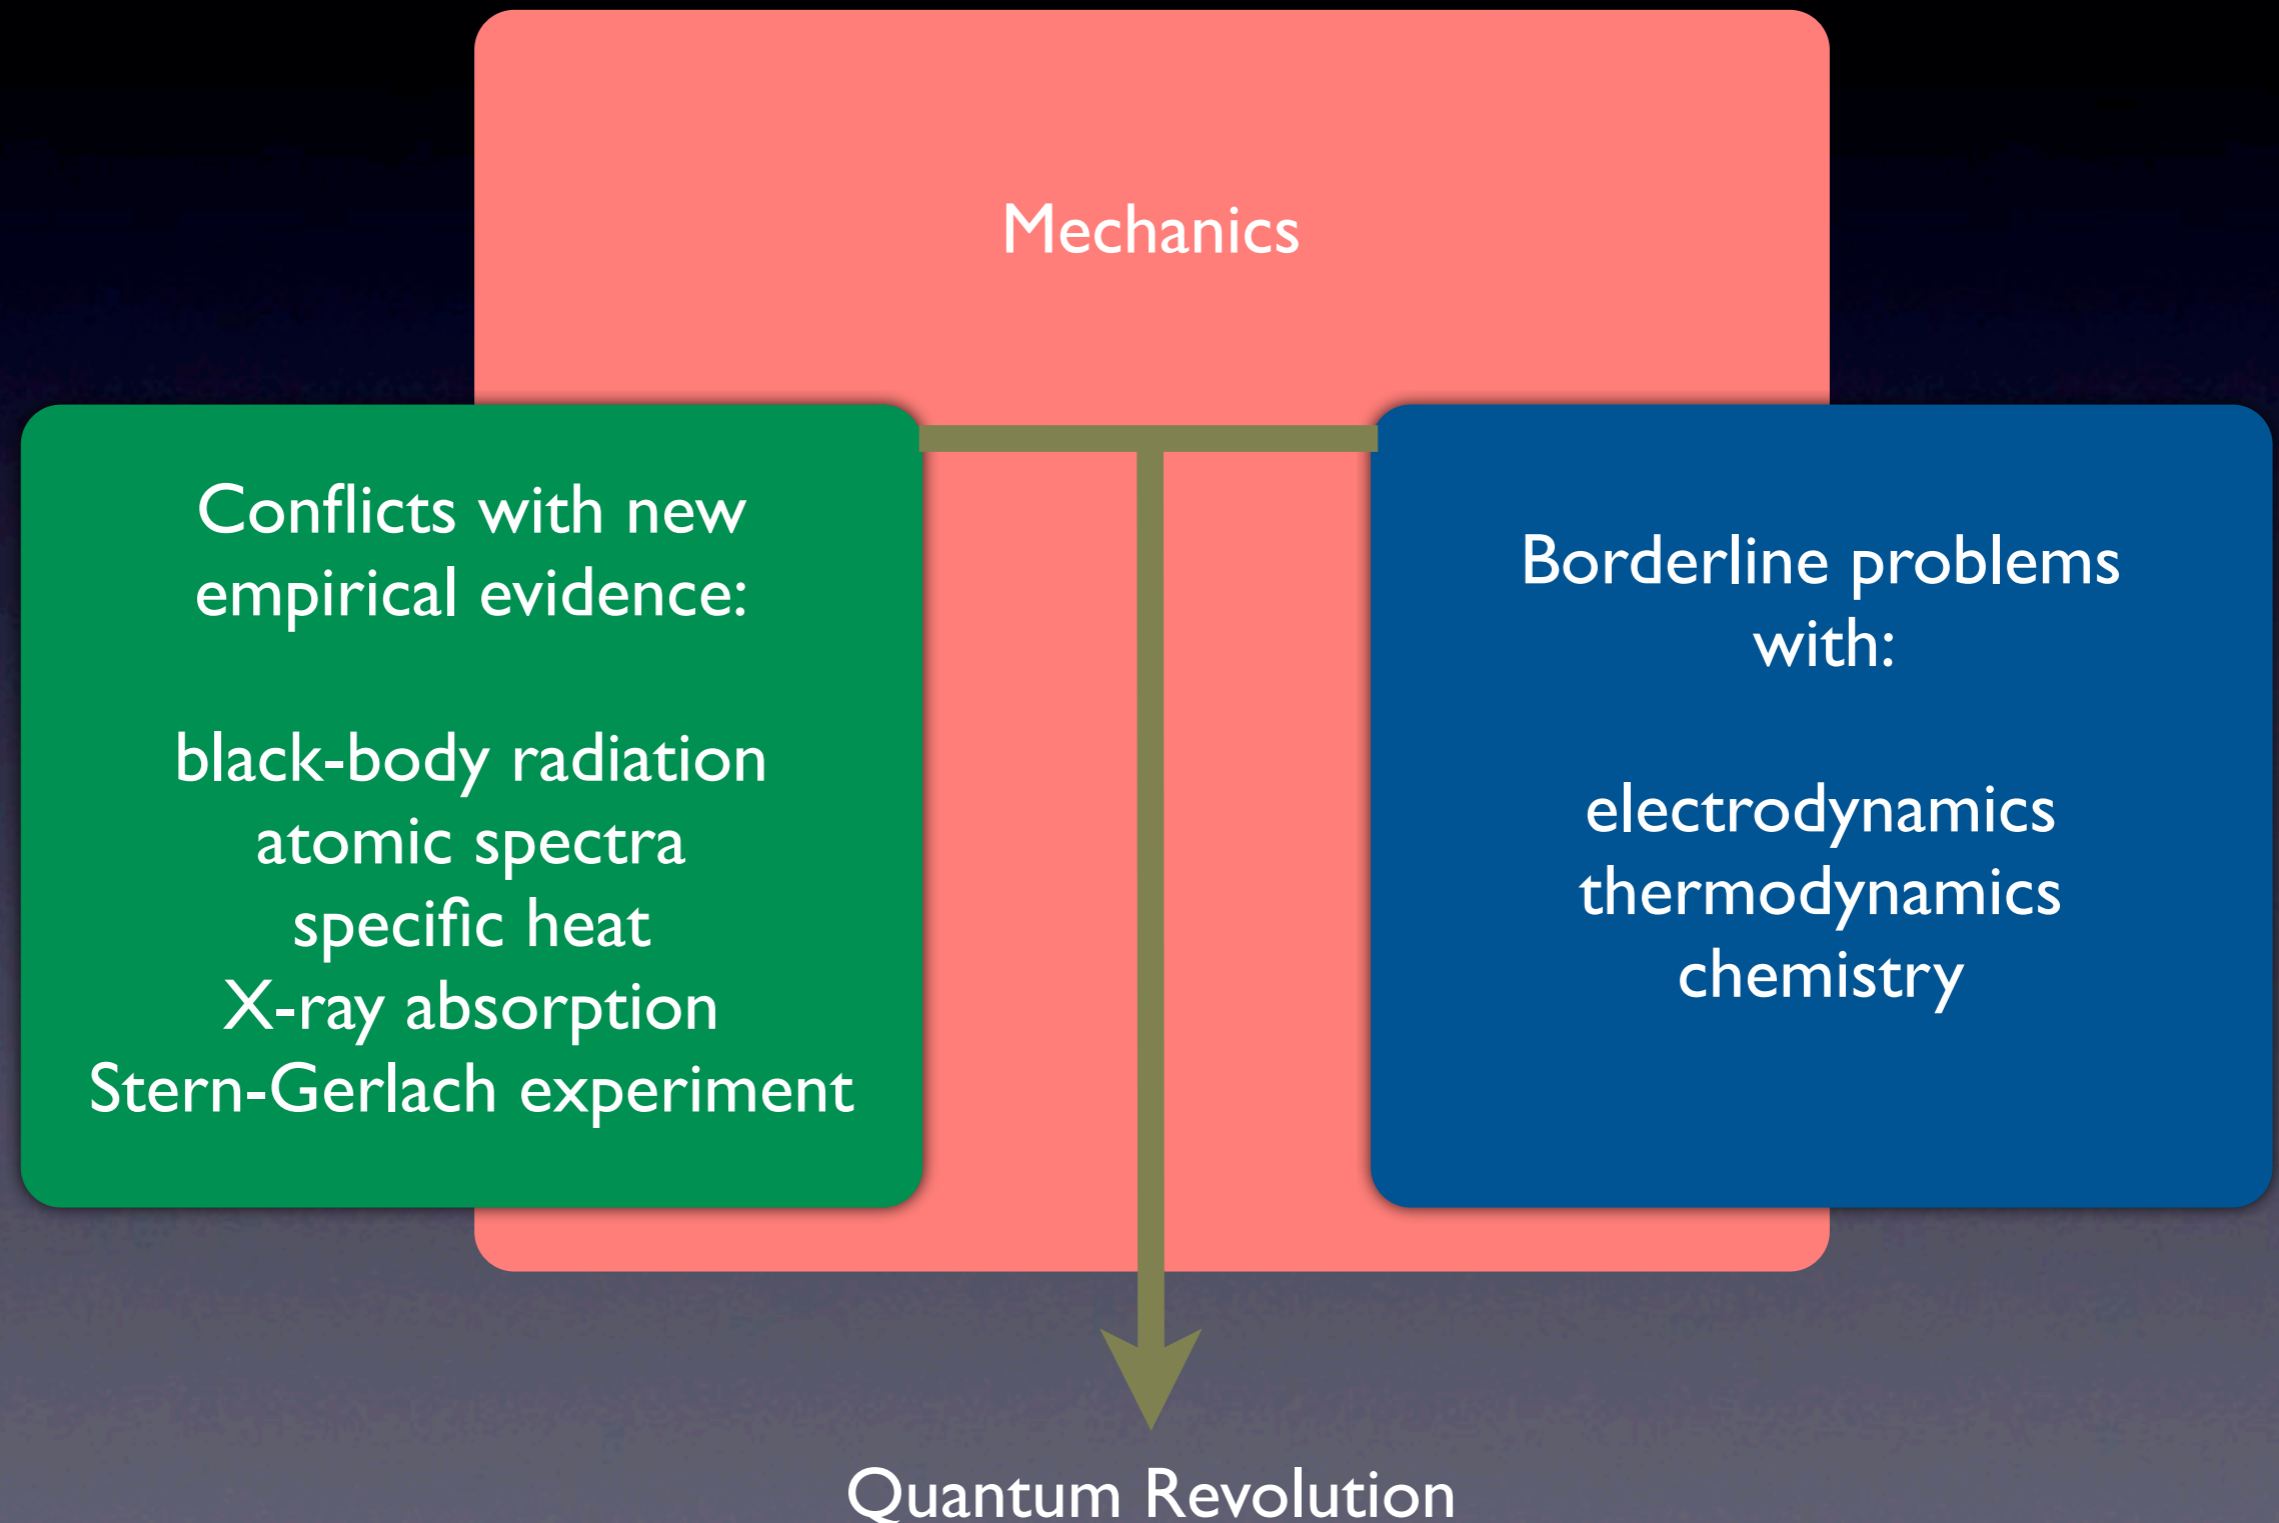 Mechanics
Conflicts with new
empirical evidence:
black-body radiation
atomic spectra
specific heat
X-ray absorption
Stern-Gerlach experiment
Borderline problems
with:
electrodynamics
thermodynamics
chemistry
Quantum Revolution